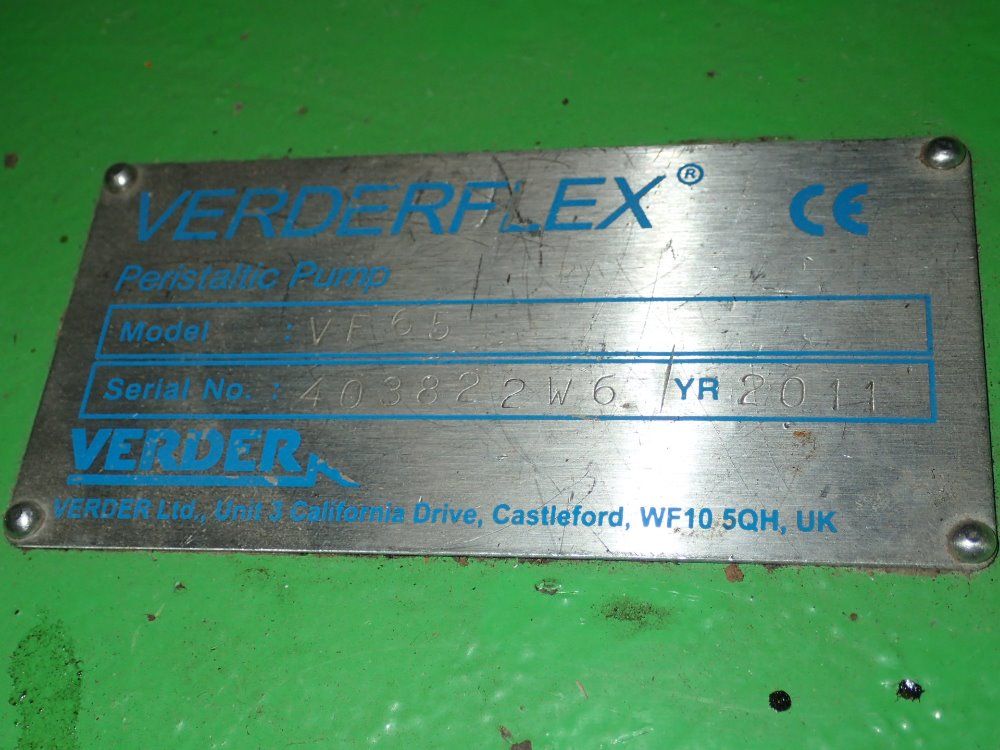 VERDERFLEX® CE
Peristaltic Pump
Model : VF65
Serial No. : 403822W6 / YR 2011
VERDER
VERDER Ltd., Unit 3 California Drive, Castleford, WF10 5QH, UK